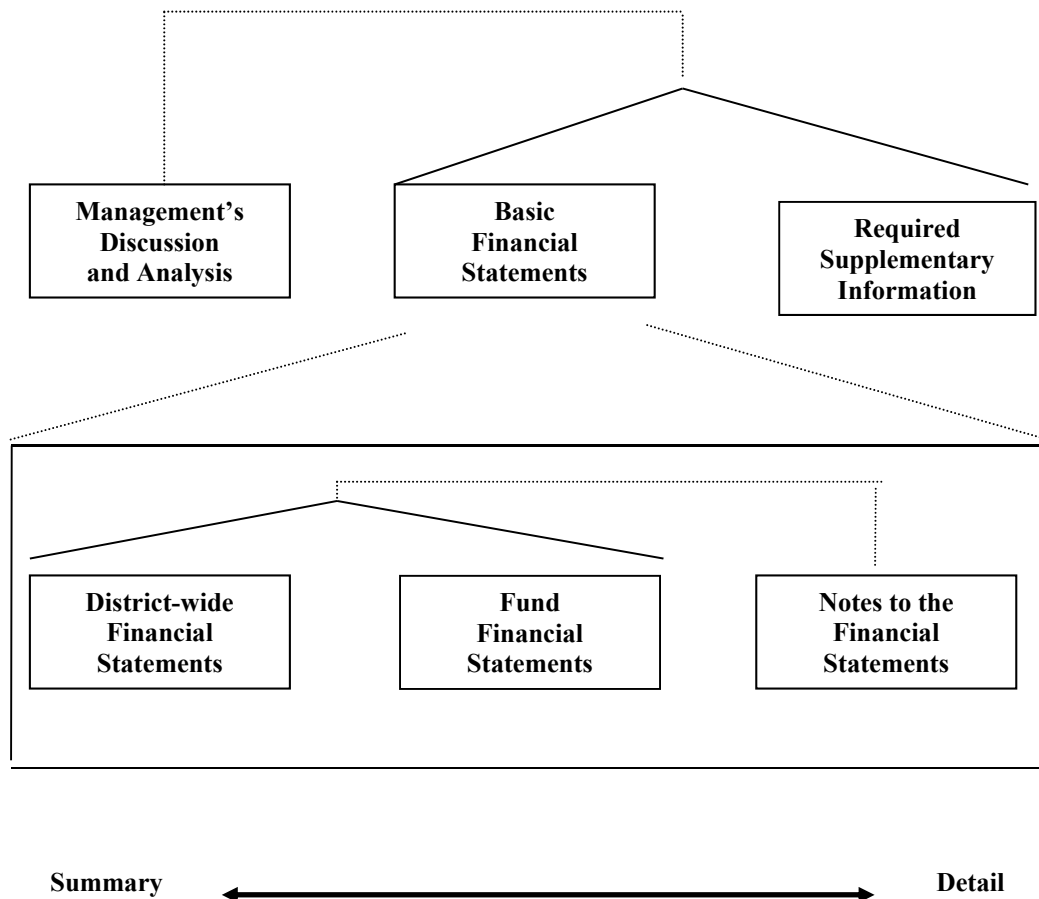 Management’s
Discussion
and Analysis
Basic
Financial
Statements
Required
Supplementary
Information
District-wide
Financial
Statements
Fund
Financial
Statements
Notes to the
Financial
Statements
Summary
Detail